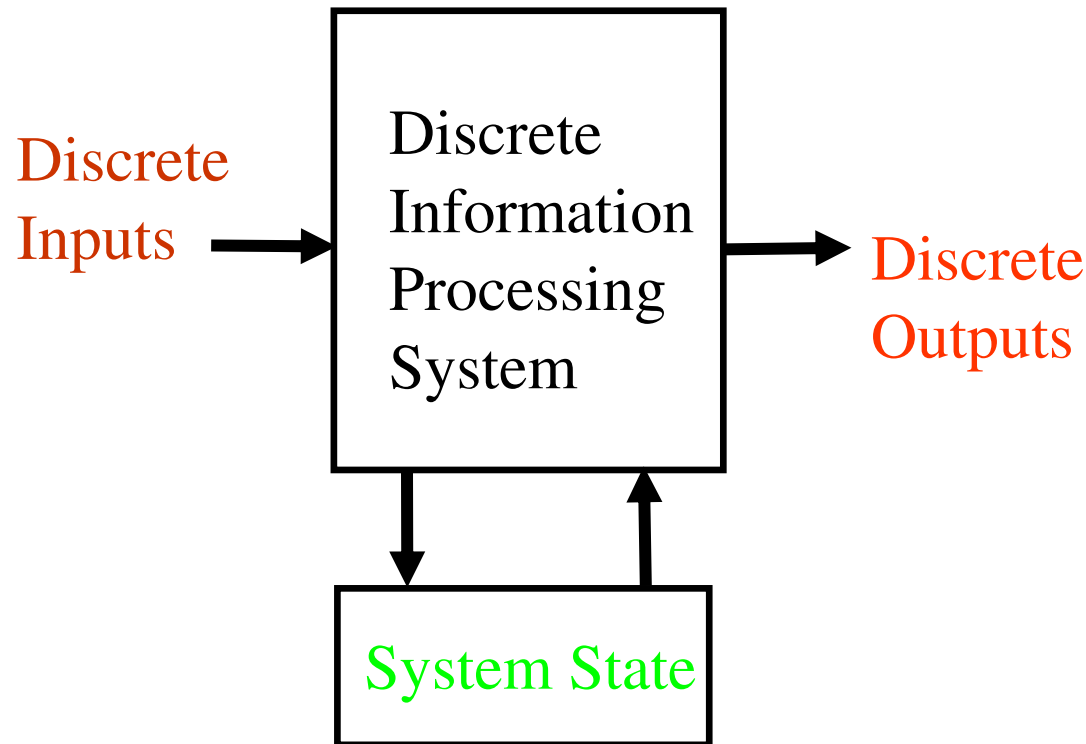 Discrete
Inputs
Discrete
Information
Processing
System
Discrete
Outputs
System State